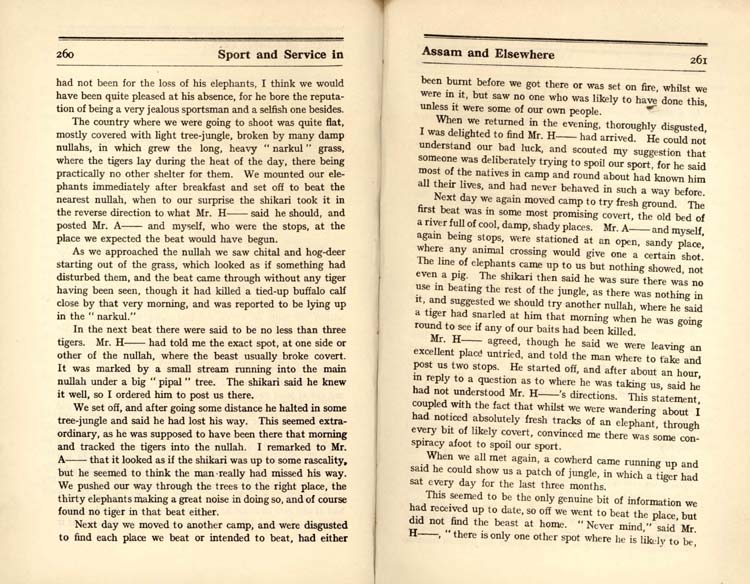 260 Sport and Service in
had not been for the loss of his elephants, I think we would
have been quite pleased at his absence, for he bore the reputa-
tion of being a very jealous sportsman and a selfish one besides.
The country where we were going to shoot was quite flat,
mostly covered with light tree-jungle, broken by many damp
nullahs, in which grew the long, heavy " narkul " grass,
where the tigers lay during the heat of the day, there being
practically no other shelter for them. We mounted our ele-
phants immediately after breakfast and set off to beat the
nearest nullah, when to our surprise the shikari took it in
the reverse direction to what Mr. H—— said he should, and
posted Mr. A—— and myself, who were the stops, at the
place we expected the beat would have begun.
As we approached the nullah we saw chital and hog-deer
starting out of the grass, which looked as if something had
disturbed them, and the beat came through without any tiger
having been seen, though it had killed a tied-up buffalo calf
close by that very morning, and was reported to be lying up
in the " narkul."
In the next beat there were said to be no less than three
tigers. Mr. H—— had told me the exact spot, at one side or
other of the nullah, where the beast usually broke covert.
It was marked by a small stream running into the main
nullah under a big " pipal " tree. The shikari said he knew
it well, so I ordered him to post us there.
We set off, and after going some distance he halted in some
tree-jungle and said he had lost his way. This seemed extra-
ordinary, as he was supposed to have been there that morning
and tracked the tigers into the nullah. I remarked to Mr.
A—— that it looked as if the shikari was up to some rascality,
but he seemed to think the man really had missed his way.
We pushed our way through the trees to the right place, the
thirty elephants making a great noise in doing so, and of course
found no tiger in that beat either.
Next day we moved to another camp, and were disgusted
to find each place we beat or intended to beat, had either
Assam and Elsewhere 261
been burnt before we got there or was set on fire, whilst we
were in it, but saw no one who was likely to have done this,
unless it were some of our own people.
When we returned in the evening, thoroughly disgusted,
I was delighted to find Mr. H—— had arrived. He could not
understand our bad luck, and scouted my suggestion that
someone was deliberately trying to spoil our sport, for he said
most of the natives in camp and round about had known him
all their lives, and had never behaved in such a way before.
Next day we again moved camp to try fresh ground. The
first beat was in some most promising covert, the old bed of
a river full of cool, damp, shady places. Mr. A—— and myself,
again being stops, were stationed at an open, sandy place,
where any animal crossing would give one a certain shot.
The line of elephants came up to us but nothing showed, not
even a pig. The shikari then said he was sure there was no
use in beating the rest of the jungle, as there was nothing in
it, and suggested we should try another nullah, where he said
a tiger had snarled at him that morning when he was going
round to see if any of our baits had been killed.
Mr. H—— agreed, though he said we were leaving an
excellent place untried, and told the man where to take and
post us two stops. He started off, and after about an hour,
in reply to a question as to where he was taking us, said he
had not understood Mr. H——'s directions. This statement,
coupled with the fact that whilst we were wandering about I
had noticed absolutely fresh tracks of an elephant, through
every bit of likely covert, convinced me there was some con-
spiracy afoot to spoil our sport.
When we all met again, a cowherd came running up and
said he could show us a patch of jungle, in which a tiger had
sat every day for the last three months.
This seemed to be the only genuine bit of information we
had received up to date, so off we went to beat the place, but
did not find the beast at home. " Never mind," said Mr.
H——, " there is only one other spot where he is likely to be,